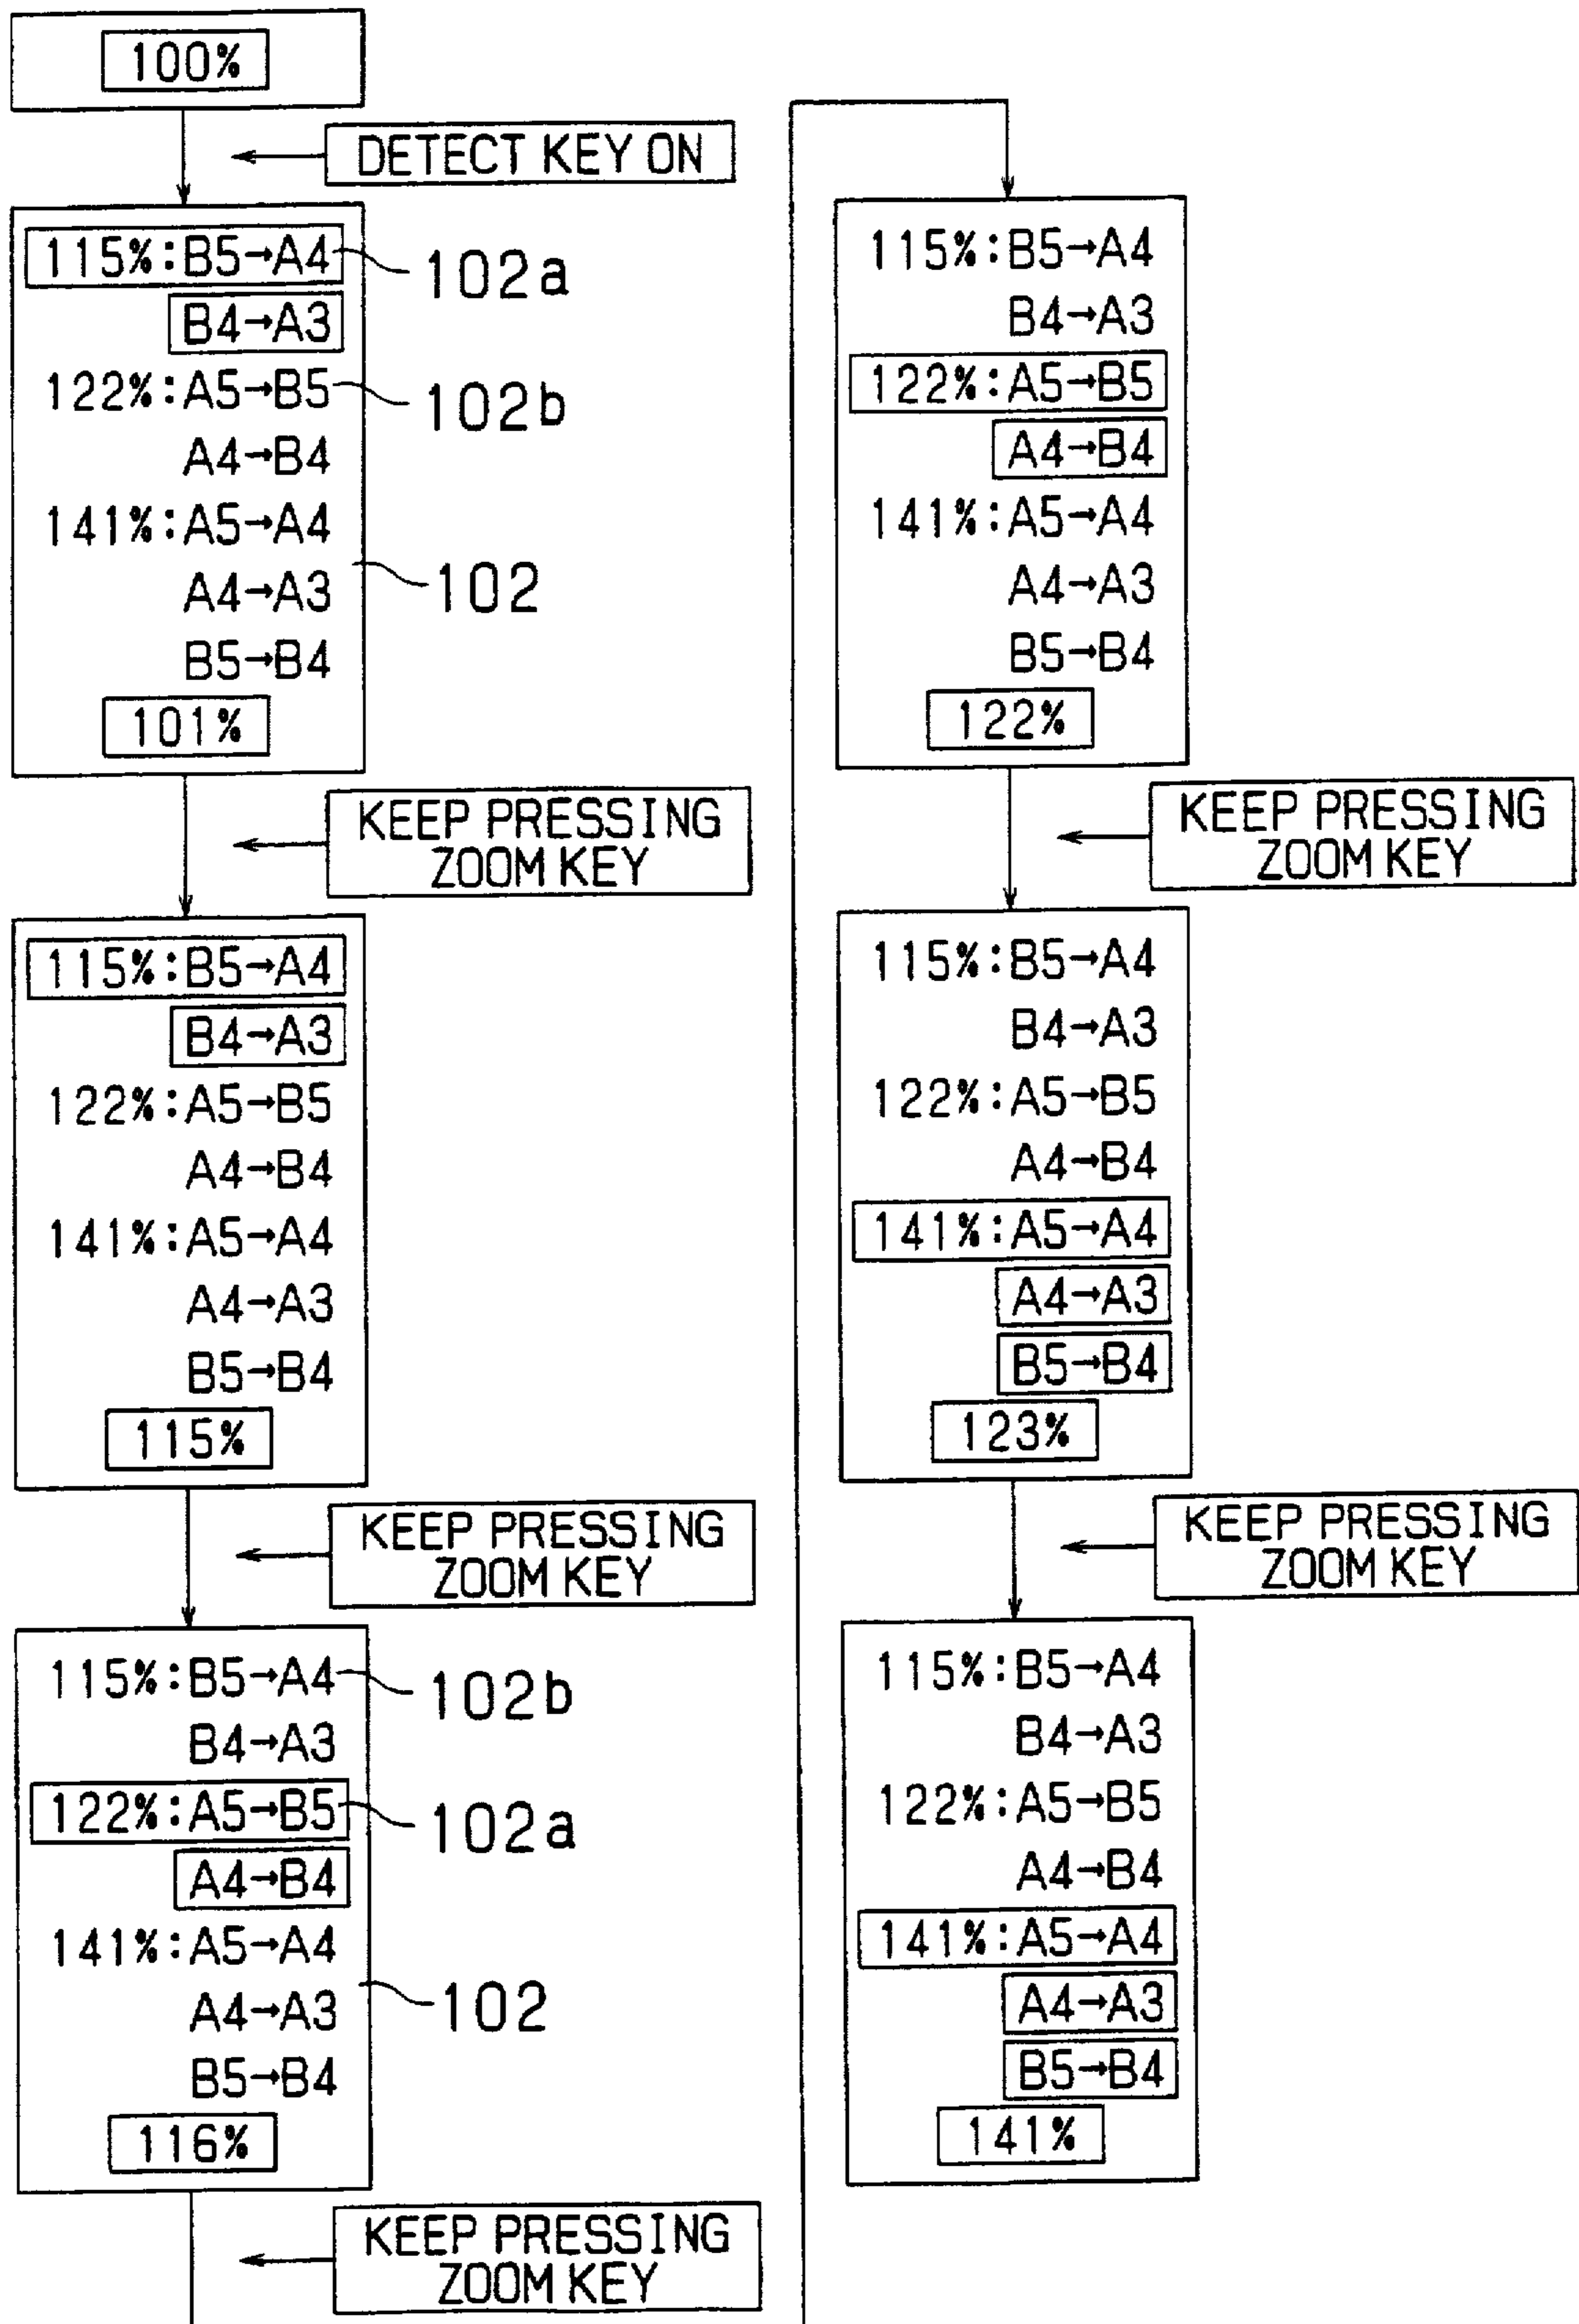 100%
DETECT KEY ON
115%:B5→A4
102a
B4→A3
122%:A5→B5
102b
A4→B4
141%:A5→A4
A4→A3
102
B5→B4
101%
KEEP PRESSING
ZOOM KEY
115%:B5→A4
B4→A3
122%:A5→B5
A4→B4
141%:A5→A4
A4→A3
B5→B4
115%
KEEP PRESSING
ZOOM KEY
115%:B5→A4
102b
B4→A3
122%:A5→B5
102a
A4→B4
141%:A5→A4
A4→A3
102
B5→B4
116%
KEEP PRESSING
ZOOM KEY
115%:B5→A4
B4→A3
122%:A5→B5
A4→B4
141%:A5→A4
A4→A3
B5→B4
122%
KEEP PRESSING
ZOOM KEY
115%:B5→A4
B4→A3
122%:A5→B5
A4→B4
141%:A5→A4
A4→A3
B5→B4
123%
KEEP PRESSING
ZOOM KEY
115%:B5→A4
B4→A3
122%:A5→B5
A4→B4
141%:A5→A4
A4→A3
B5→B4
141%